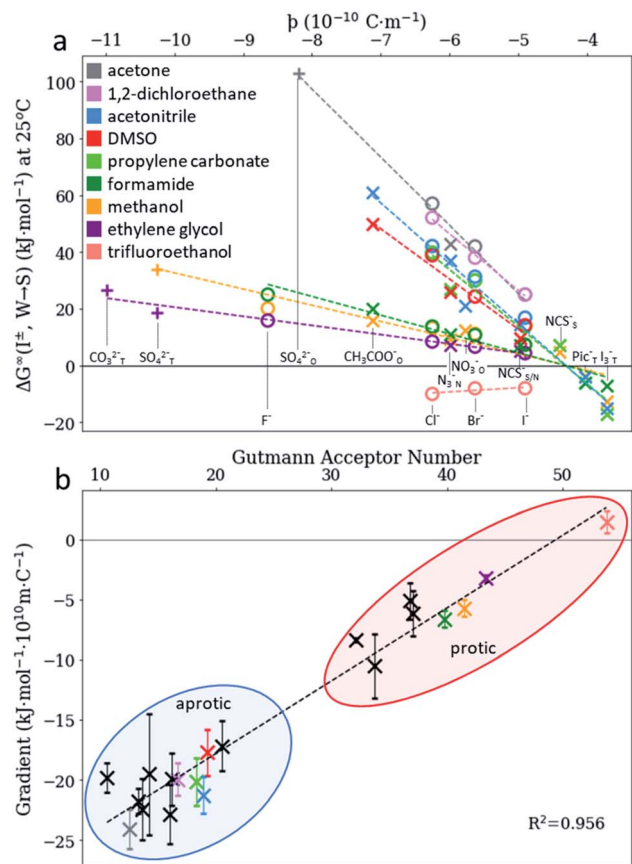 þ (10⁻¹⁰ C·m⁻¹)
−11 −10 −9 −8 −7 −6 −5 −4
a
ΔG∞(I±, W→S) (kJ·mol⁻¹) at 25°C
100
80
60
40
20
0
−20
acetone
1,2-dichloroethane
acetonitrile
DMSO
propylene carbonate
formamide
methanol
ethylene glycol
trifluoroethanol
NCS⁻S
CO₃²⁻T SO₄²⁻T SO₄²⁻O CH₃COO⁻O NO₃⁻O Pic⁻T I₃⁻T
N₃⁻N NCS⁻S/N
F⁻ Cl⁻ Br⁻ I⁻
b
Gutmann Acceptor Number
10 20 30 40 50
Gradient (kJ·mol⁻¹·10¹⁰m·C⁻¹)
0
−5
−10
−15
−20
−25
protic
aprotic
R²=0.956